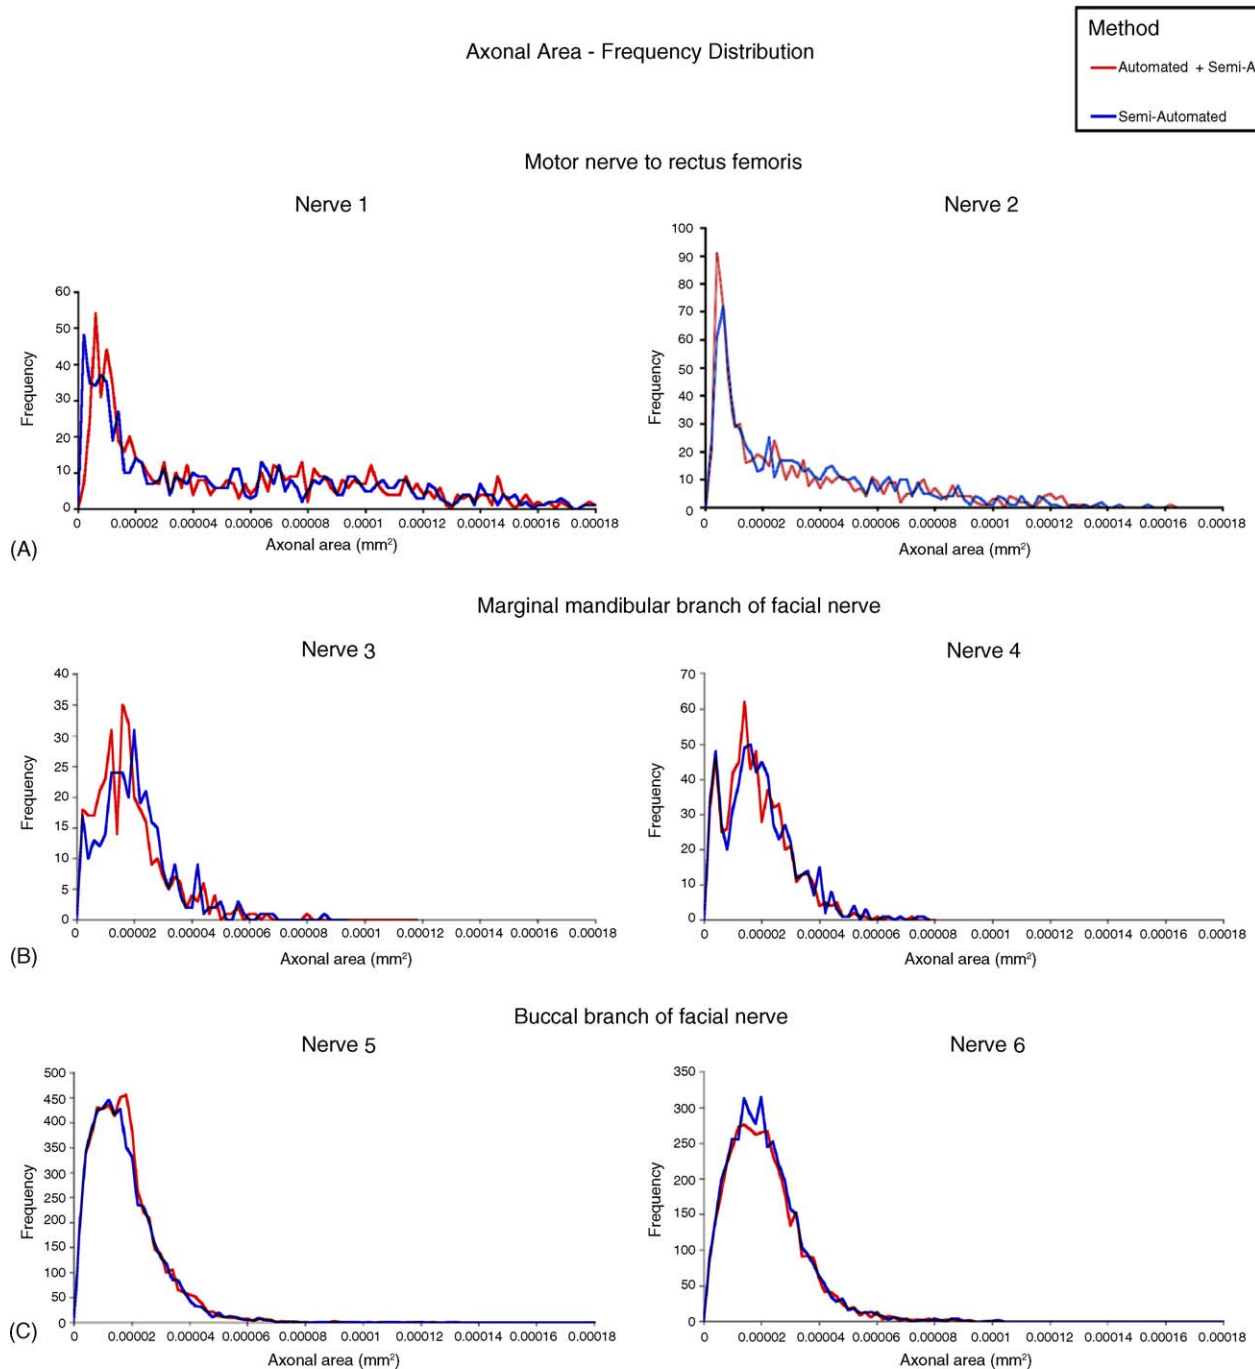 Axonal Area - Frequency Distribution
Method
Automated + Semi-A
Semi-Automated
Motor nerve to rectus femoris
Nerve 1
60
50
40
30
20
10
0
Frequency
0 0.00002 0.00004 0.00006 0.00008 0.0001 0.00012 0.00014 0.00016 0.00018
Axonal area (mm²)
Nerve 2
100
90
80
70
60
50
40
30
20
10
0
Frequency
0 0.00002 0.00004 0.00006 0.00008 0.0001 0.00012 0.00014 0.00016 0.00018
Axonal area (mm²)
(A)
Marginal mandibular branch of facial nerve
Nerve 3
40
35
30
25
20
15
10
5
0
Frequency
0 0.00002 0.00004 0.00006 0.00008 0.0001 0.00012 0.00014 0.00016 0.00018
Axonal area (mm²)
Nerve 4
70
60
50
40
30
20
10
0
Frequency
0 0.00002 0.00004 0.00006 0.00008 0.0001 0.00012 0.00014 0.00016 0.00018
Axonal area (mm²)
(B)
Buccal branch of facial nerve
Nerve 5
500
450
400
350
300
250
200
150
100
50
0
Frequency
0 0.00002 0.00004 0.00006 0.00008 0.0001 0.00012 0.00014 0.00016 0.00018
Axonal area (mm²)
Nerve 6
350
300
250
200
150
100
50
0
Frequency
0 0.00002 0.00004 0.00006 0.00008 0.0001 0.00012 0.00014 0.00016 0.00018
Axonal area (mm²)
(C)